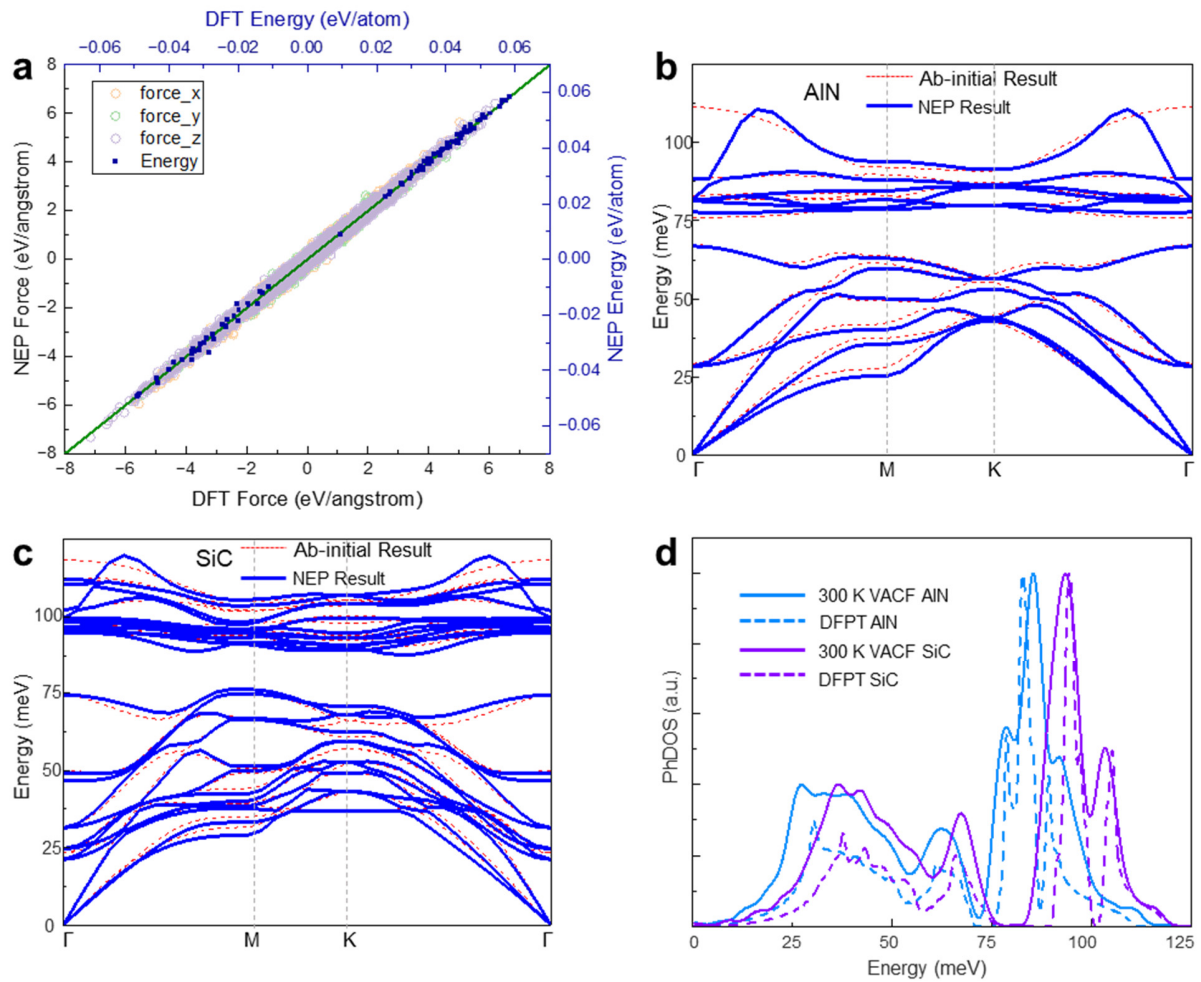 a
DFT Energy (eV/atom)
−0.06 −0.04 −0.02 0.00 0.02 0.04 0.06
force_x
force_y
force_z
Energy
8
6
4
2
0
−2
−4
−6
−8
NEP Force (eV/angstrom)
0.06
0.04
0.02
0.00
−0.02
−0.04
−0.06
NEP Energy (eV/atom)
−8 −6 −4 −2 0 2 4 6 8
DFT Force (eV/angstrom)
b
AlN
Ab-initial Result
NEP Result
100
75
50
25
0
Energy (meV)
Γ M K Γ
c
SiC
Ab-initial Result
NEP Result
100
75
50
25
0
Energy (meV)
Γ M K Γ
d
300 K VACF AlN
DFPT AlN
300 K VACF SiC
DFPT SiC
PhDOS (a.u.)
0 25 50 75 100 125
Energy (meV)